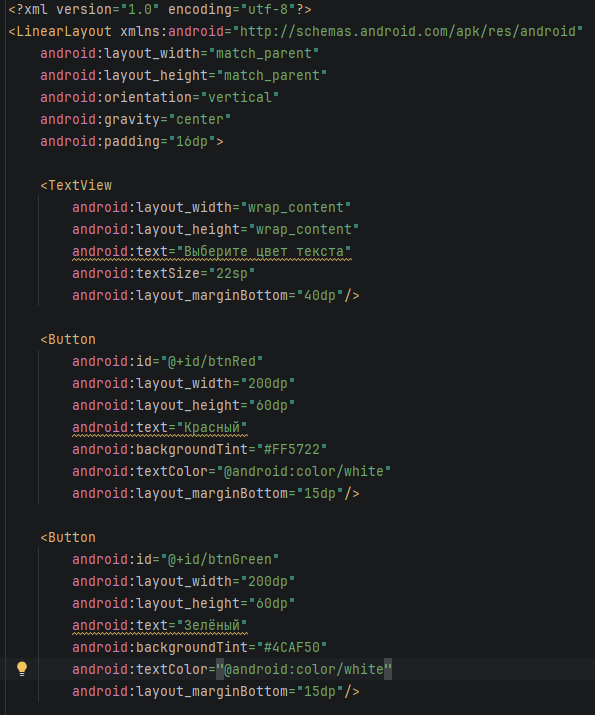 <?xml version="1.0" encoding="utf-8"?>
<LinearLayout xmlns:android="http://schemas.android.com/apk/res/android"
    android:layout_width="match_parent"
    android:layout_height="match_parent"
    android:orientation="vertical"
    android:gravity="center"
    android:padding="16dp">

    <TextView
        android:layout_width="wrap_content"
        android:layout_height="wrap_content"
        android:text="Выберите цвет текста"
        android:textSize="22sp"
        android:layout_marginBottom="40dp"/>

    <Button
        android:id="@+id/btnRed"
        android:layout_width="200dp"
        android:layout_height="60dp"
        android:text="Красный"
        android:backgroundTint="#FF5722"
        android:textColor="@android:color/white"
        android:layout_marginBottom="15dp"/>

    <Button
        android:id="@+id/btnGreen"
        android:layout_width="200dp"
        android:layout_height="60dp"
        android:text="Зелёный"
        android:backgroundTint="#4CAF50"
        android:textColor="@android:color/white"
        android:layout_marginBottom="15dp"/>